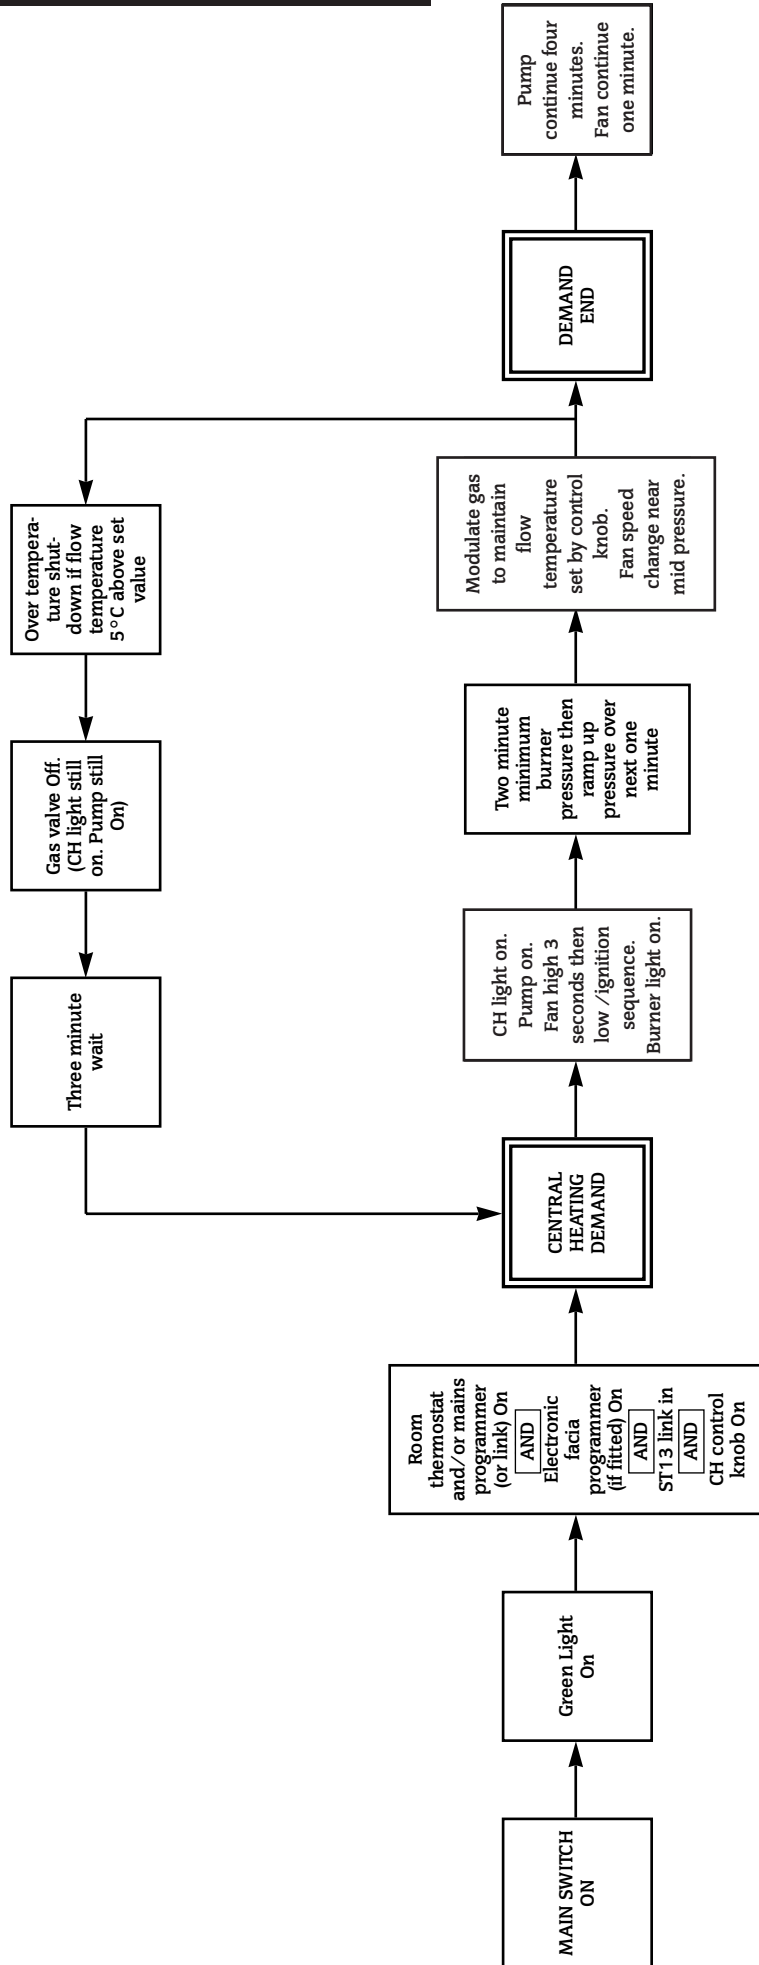 MAIN SWITCH
ON
Green Light
On
Room
thermostat
and/or mains
programmer
(or link) On
AND
Electronic
facia
programmer
(if fitted) On
AND
ST13 link in
AND
CH control
knob On
CENTRAL
HEATING
DEMAND
CH light on.
Pump on.
Fan high 3
seconds then
low /ignition
sequence.
Burner light on.
Two minute
minimum
burner
pressure then
ramp up
pressure over
next one
minute
Modulate gas
to maintain
flow
temperature
set by control
knob.
Fan speed
change near
mid pressure.
DEMAND
END
Pump
continue four
minutes.
Fan continue
one minute.
Over tempera-
ture shut-
down if flow
temperature
5°C above set
value
Gas valve Off.
(CH light still
on. Pump still
On)
Three minute
wait